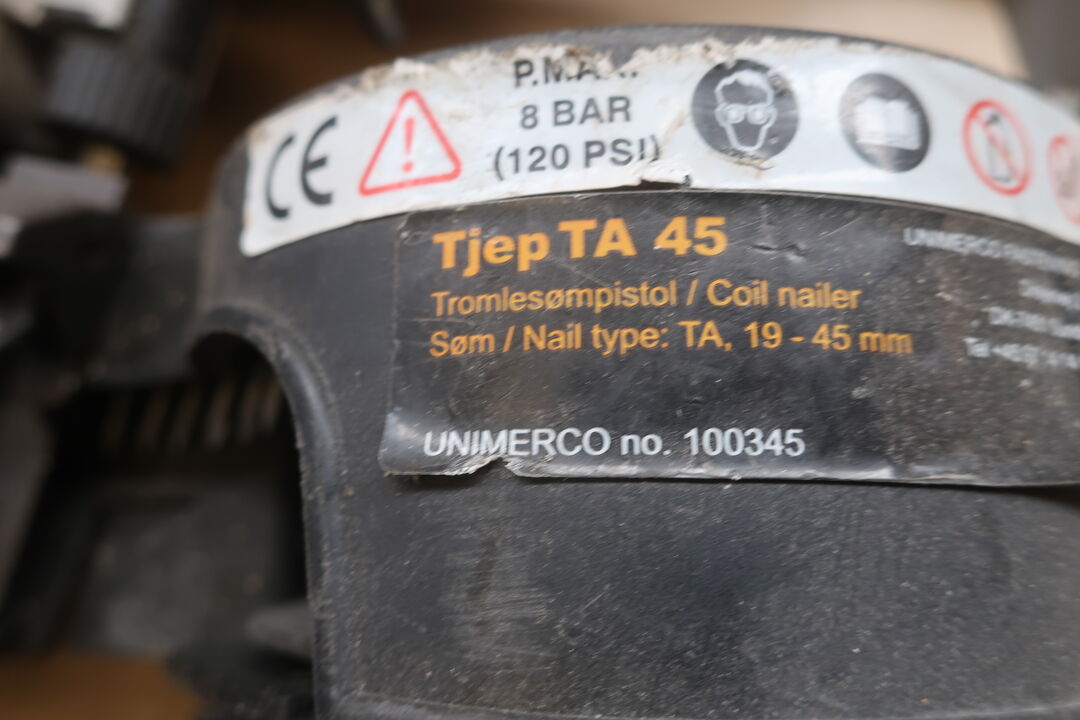 CE
P.MAX.
8 BAR
(120 PSI)
Tjep TA 45
Tromlesømpistol / Coil nailer
Søm / Nail type: TA, 19 - 45 mm
UNIMERCO no. 100345
UNIMERCO